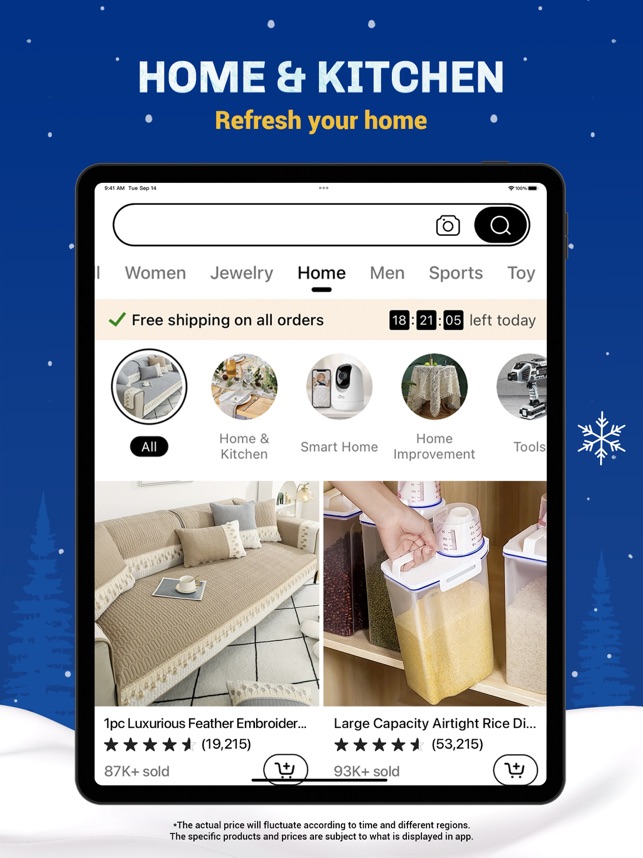 HOME & KITCHEN
Refresh your home
9:41 AM Tue Sep 14
100%
l Women Jewelry Home Men Sports Toy
Free shipping on all orders 18:21:05 left today
All
Home &
Kitchen
Smart Home
Home
Improvement
Tools
1pc Luxurious Feather Embroider...
(19,215)
87K+ sold
Large Capacity Airtight Rice Di...
(53,215)
93K+ sold
*The actual price will fluctuate according to time and different regions.
The specific products and prices are subject to what is displayed in app.